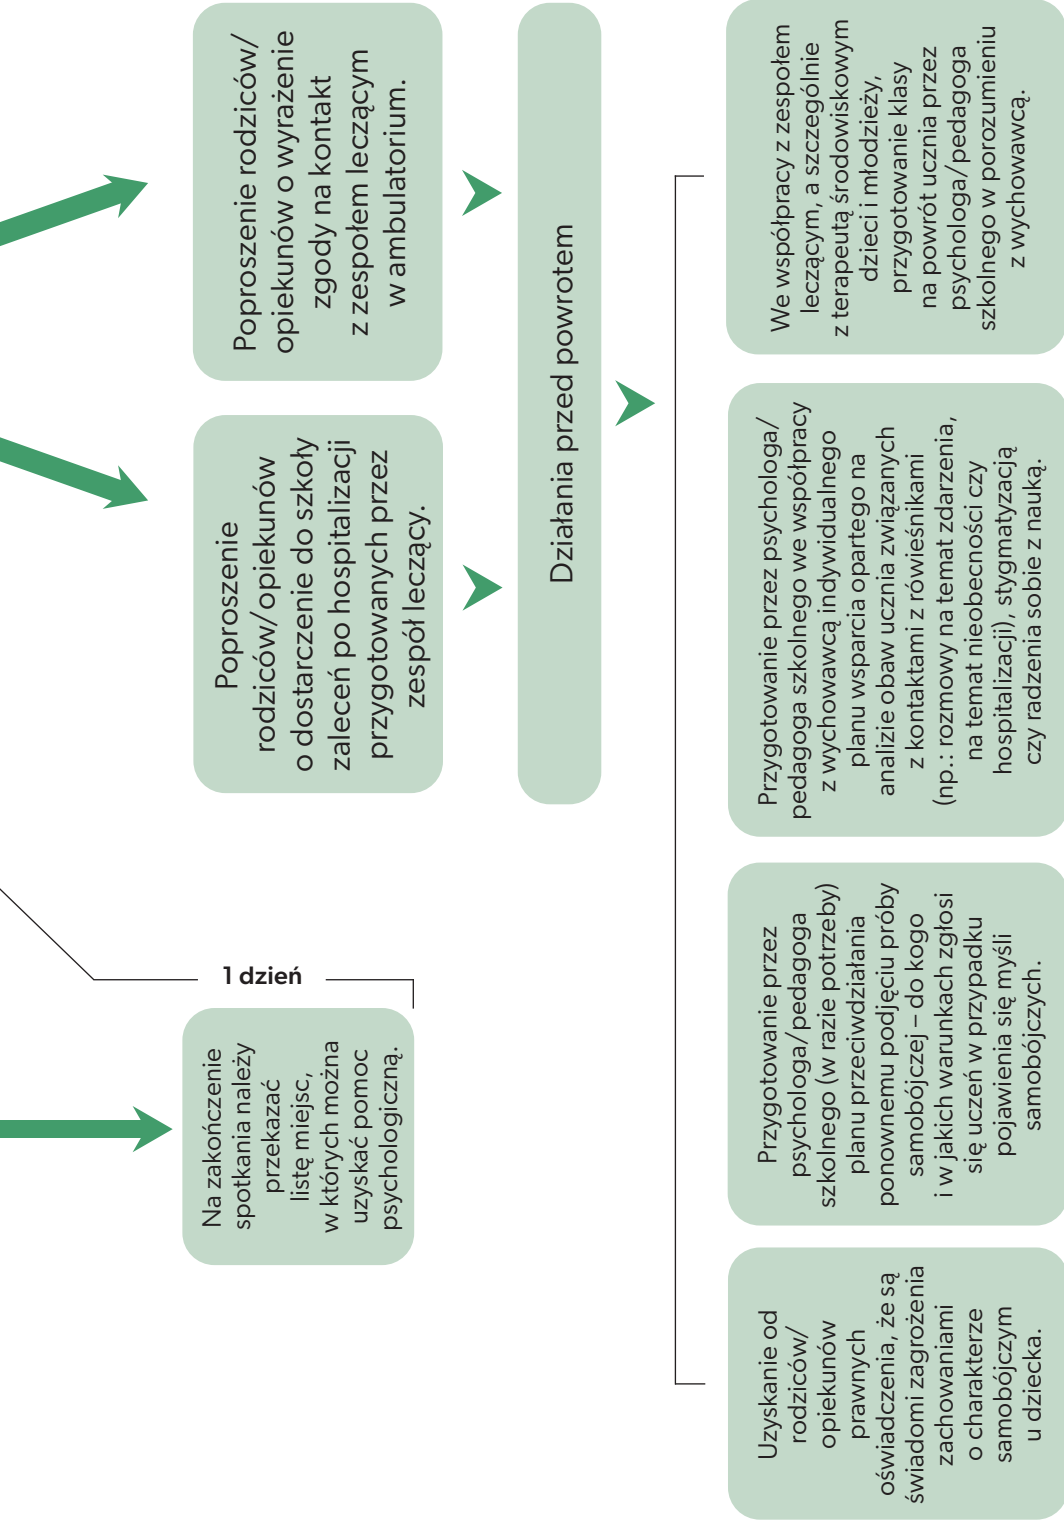 Na zakończenie
spotkania należy
przekazać
listę miejsc,
w których można
uzyskać pomoc
psychologiczną.
1 dzień
Poproszenie
rodziców/opiekunów
o dostarczenie do szkoły
zaleceń po hospitalizacji
przygotowanych przez
zespół leczący.
Poproszenie rodziców/
opiekunów o wyrażenie
zgody na kontakt
z zespołem leczącym
w ambulatorium.
Działania przed powrotem
Uzyskanie od
rodziców/
opiekunów
prawnych
oświadczenia, że są
świadomi zagrożenia
zachowaniami
o charakterze
samobójczym
u dziecka.
Przygotowanie przez
psychologa/pedagoga
szkolnego (w razie potrzeby)
planu przeciwdziałania
ponownemu podjęciu próby
samobójczej – do kogo
i w jakich warunkach zgłosi
się uczeń w przypadku
pojawienia się myśli
samobójczych.
Przygotowanie przez psychologa/
pedagoga szkolnego we współpracy
z wychowawcą indywidualnego
planu wsparcia opartego na
analizie obaw ucznia związanych
z kontaktami z rówieśnikami
(np.: rozmowy na temat zdarzenia,
na temat nieobecności czy
hospitalizacji), stygmatyzacją
czy radzenia sobie z nauką.
We współpracy z zespołem
leczącym, a szczególnie
z terapeutą środowiskowym
dzieci i młodzieży,
przygotowanie klasy
na powrót ucznia przez
psychologa/pedagoga
szkolnego w porozumieniu
z wychowawcą.